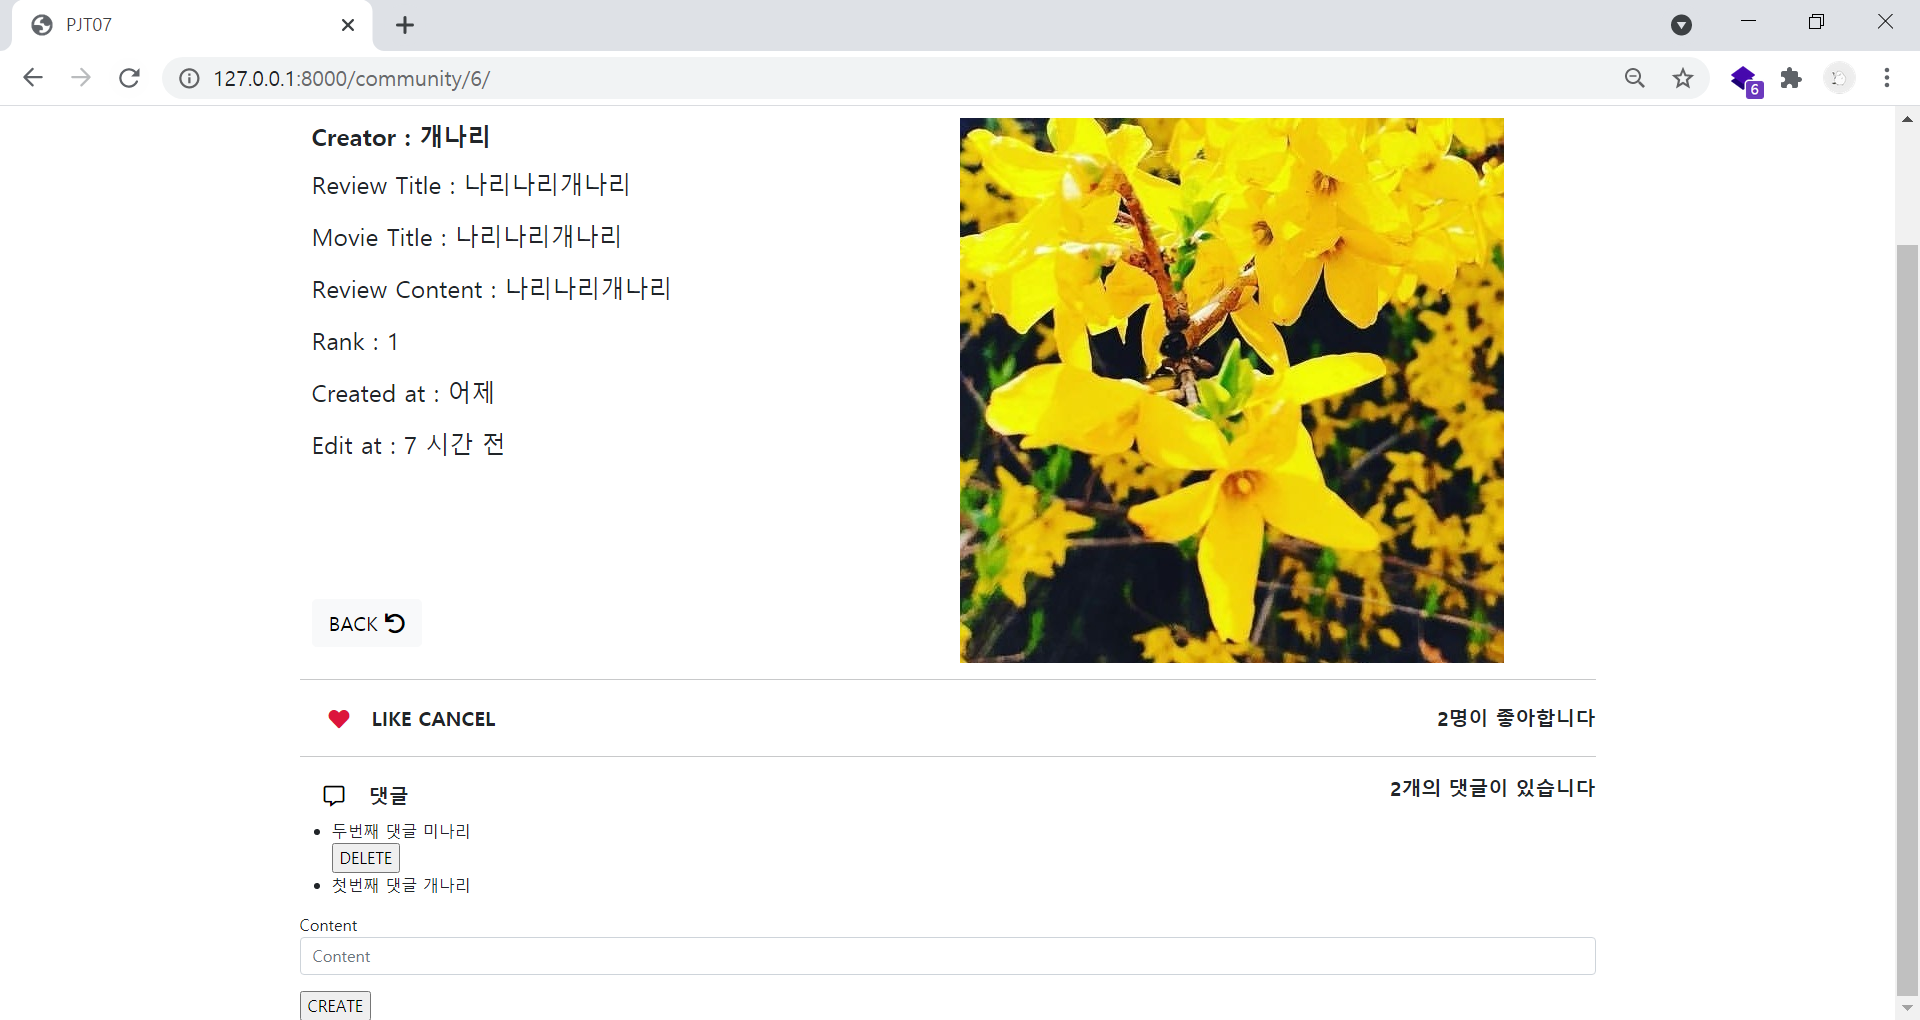 PJT07
127.0.0.1:8000/community/6/
6
Creator : 개나리
Review Title : 나리나리개나리
Movie Title : 나리나리개나리
Review Content : 나리나리개나리
Rank : 1
Created at : 어제
Edit at : 7 시간 전
BACK
LIKE CANCEL
2명이 좋아합니다
댓글
2개의 댓글이 있습니다
두번째 댓글 미나리
DELETE
첫번째 댓글 개나리
Content
Content
CREATE